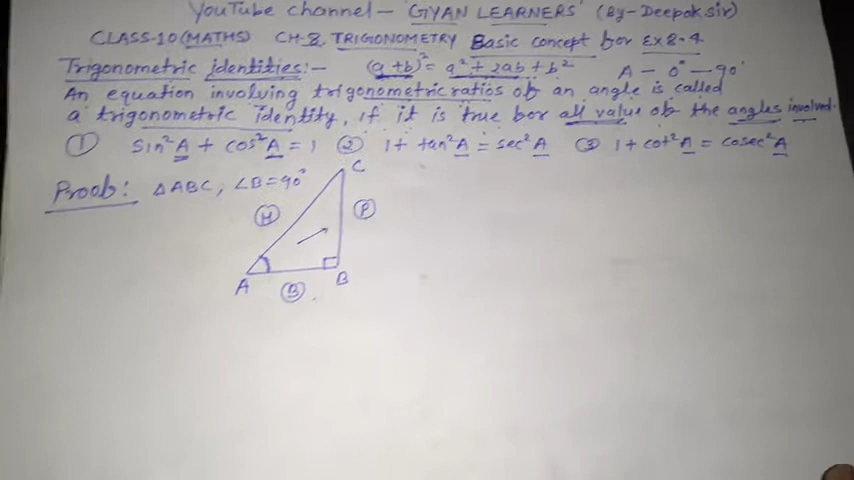 YouTube channel - GYAN LEARNERS (By-Deepak sir)
CLASS-10 (MATHS) CH-8, TRIGONOMETRY Basic concept for Ex 8.4
Trigonometric identities:- (a+b)² = a² + 2ab + b² A - 0° - 90°
An equation involving trigonometric ratios of an angle is called
a trigonometric identity, if it is true for all value of the angles involved.
① sin²A + cos²A = 1 ② 1 + tan²A = sec²A ③ 1 + cot²A = cosec²A
Proof: △ABC, ∠B = 90° C
H P
A B
B